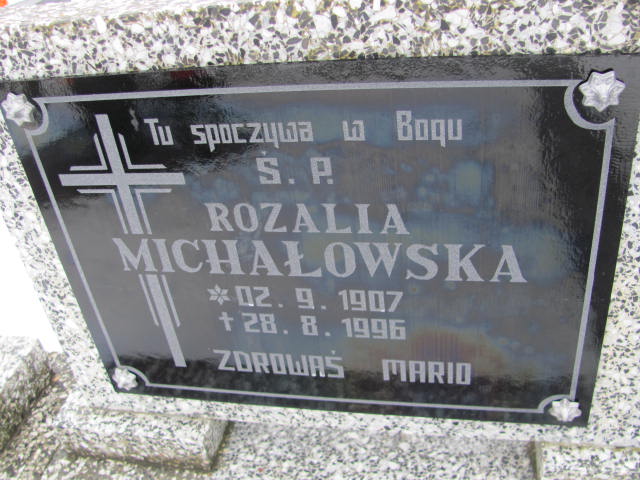 Tu spoczywa w Bogu
Ś. P.
ROZALIA
MICHAŁOWSKA
* 02. 9. 1907
+ 28. 8. 1996
ZDROWAŚ MARIO